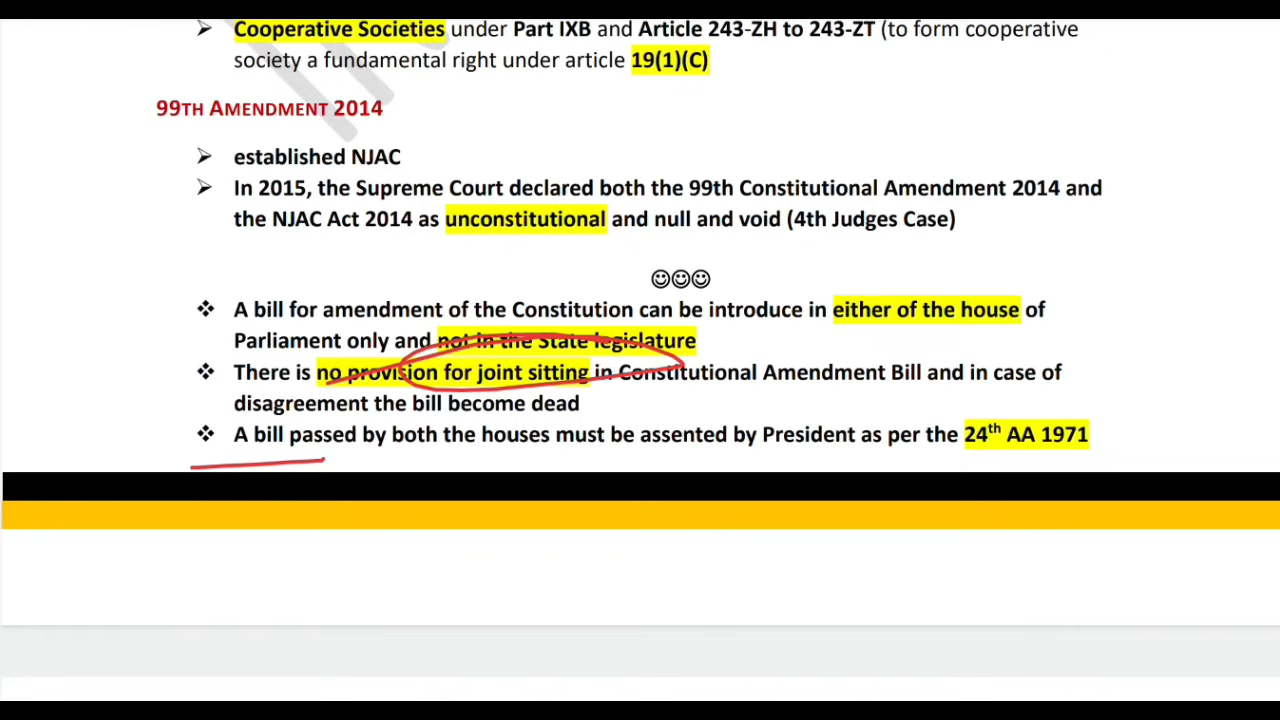 ➢ Cooperative Societies under Part IXB and Article 243-ZH to 243-ZT (to form cooperative
society a fundamental right under article 19(1)(C)
99TH AMENDMENT 2014
➢ established NJAC
➢ In 2015, the Supreme Court declared both the 99th Constitutional Amendment 2014 and
the NJAC Act 2014 as unconstitutional and null and void (4th Judges Case)
☺☺☺
❖ A bill for amendment of the Constitution can be introduce in either of the house of
Parliament only and not in the State legislature
❖ There is no provision for joint sitting in Constitutional Amendment Bill and in case of
disagreement the bill become dead
❖ A bill passed by both the houses must be assented by President as per the 24th AA 1971